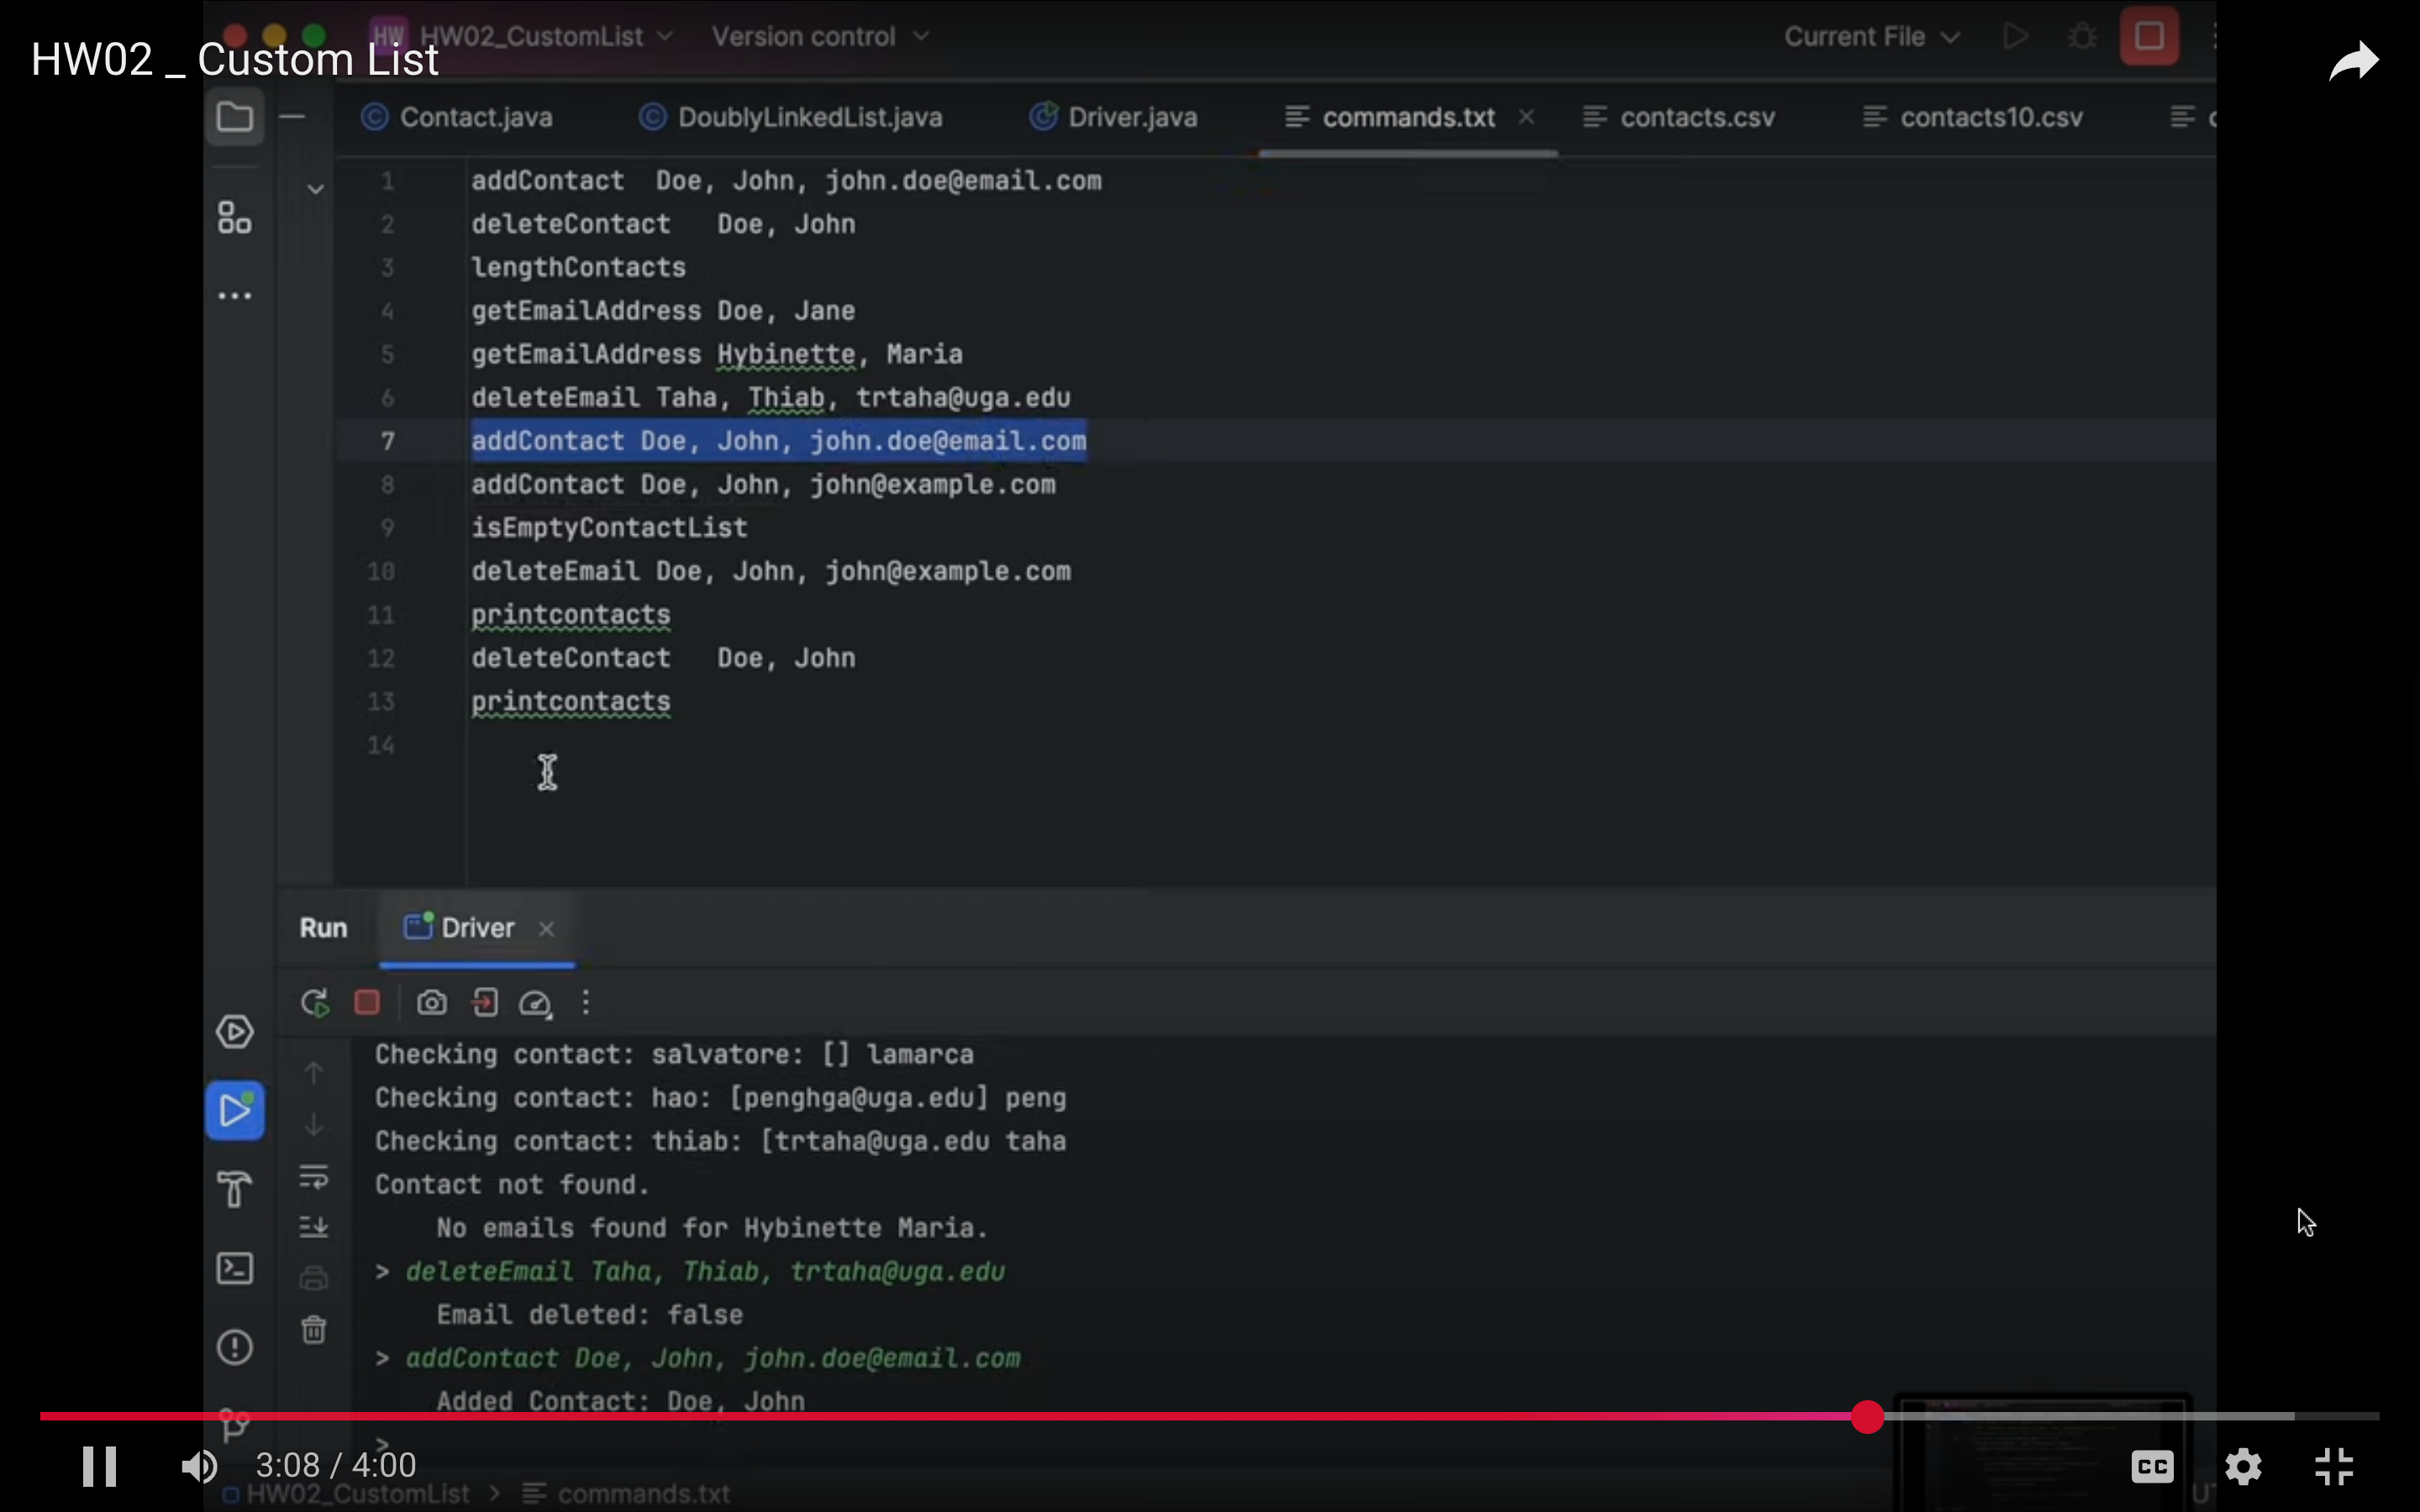 HW HW02_CustomList Version control Current File
HW02 _ Custom List
Contact.java DoublyLinkedList.java Driver.java commands.txt contacts.csv contacts10.csv
1 addContact  Doe, John, john.doe@email.com
2 deleteContact   Doe, John
3 lengthContacts
4 getEmailAddress Doe, Jane
5 getEmailAddress Hybinette, Maria
6 deleteEmail Taha, Thiab, trtaha@uga.edu
7 addContact Doe, John, john.doe@email.com
8 addContact Doe, John, john@example.com
9 isEmptyContactList
10 deleteEmail Doe, John, john@example.com
11 printcontacts
12 deleteContact   Doe, John
13 printcontacts
14
Run Driver
Checking contact: salvatore: [] lamarca
Checking contact: hao: [penghga@uga.edu] peng
Checking contact: thiab: [trtaha@uga.edu taha
Contact not found.
No emails found for Hybinette Maria.
> deleteEmail Taha, Thiab, trtaha@uga.edu
Email deleted: false
> addContact Doe, John, john.doe@email.com
Added Contact: Doe, John
>
3:08 / 4:00 CC
HW02_CustomList > commands.txt